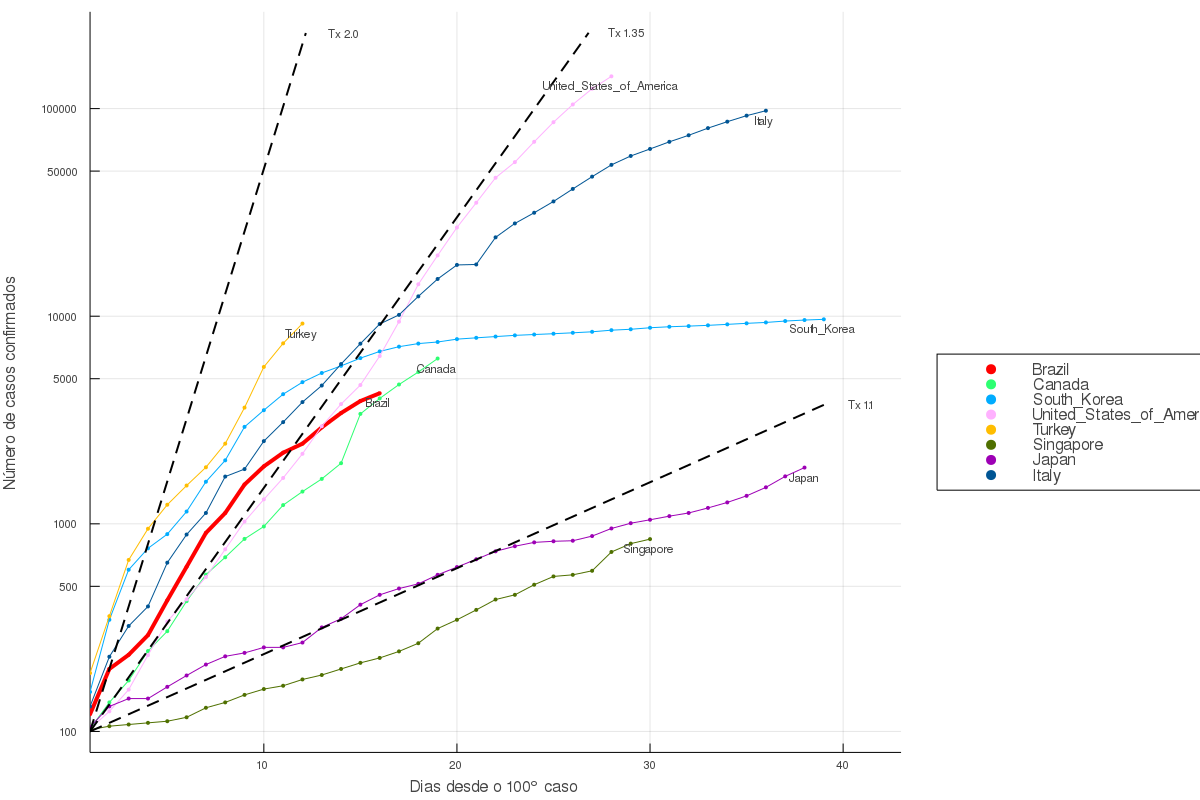 Tx 2.0
Tx 1.35
United_States_of_America
100000
Italy
50000
Número de casos confirmados
10000
Turkey
South_Korea
5000
Canada
Brazil
Tx 1.1
Japan
1000
Singapore
500
100
10
20
30
40
Dias desde o 100º caso
Brazil
Canada
South_Korea
United_States_of_Amer
Turkey
Singapore
Japan
Italy